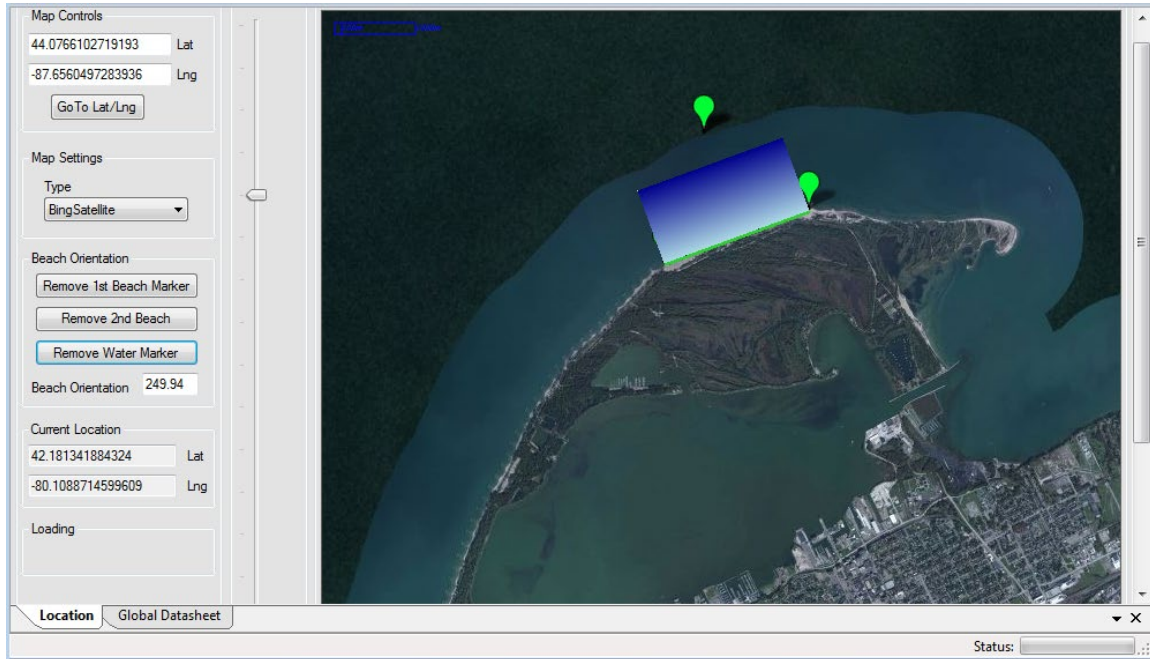 Map Controls
44.0766102719193 Lat
-87.6560497283936 Lng
GoTo Lat/Lng
Map Settings
Type
BingSatellite
Beach Orientation
Remove 1st Beach Marker
Remove 2nd Beach
Remove Water Marker
Beach Orientation 249.94
Current Location
42.181341884324 Lat
-80.1088714599609 Lng
Loading
Location Global Datasheet
Status: